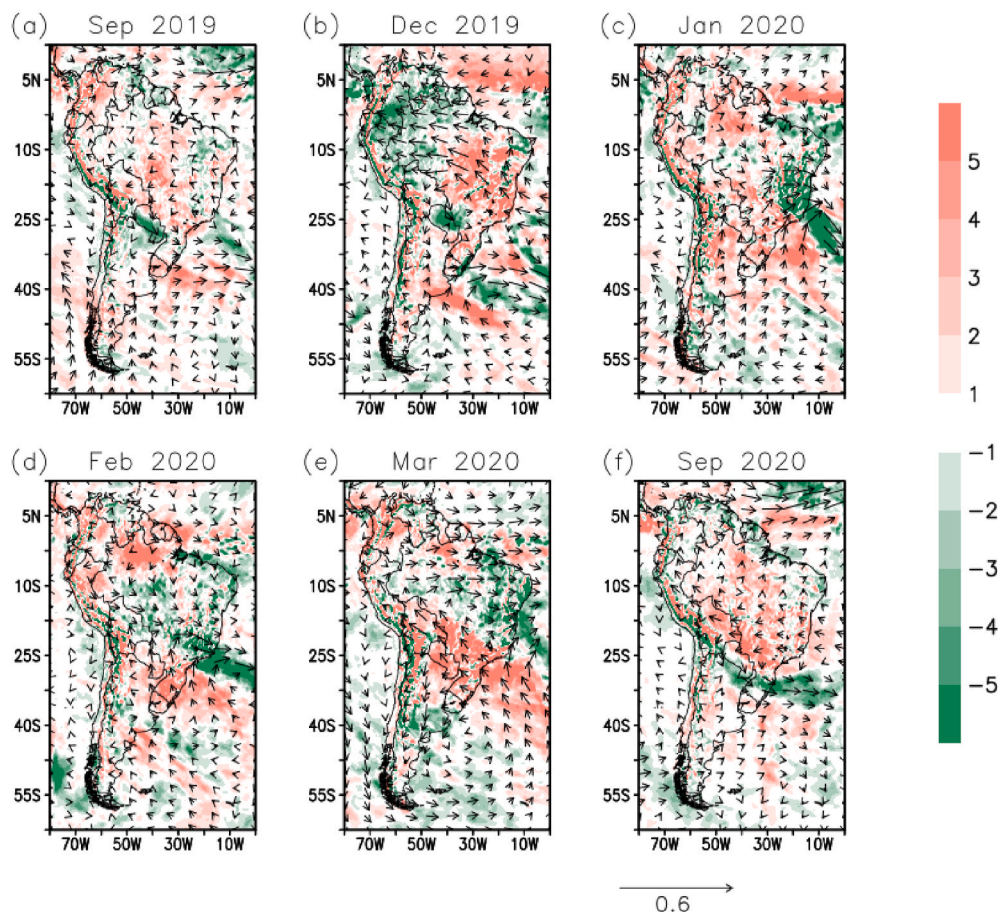 (a) Sep 2019
(b) Dec 2019
(c) Jan 2020
5N
10S
25S
40S
55S
70W 50W 30W 10W
5N
10S
25S
40S
55S
70W 50W 30W 10W
5N
10S
25S
40S
55S
70W 50W 30W 10W
(d) Feb 2020
(e) Mar 2020
(f) Sep 2020
5N
10S
25S
40S
55S
70W 50W 30W 10W
5N
10S
25S
40S
55S
70W 50W 30W 10W
5N
10S
25S
40S
55S
70W 50W 30W 10W
5
4
3
2
1
−1
−2
−3
−4
−5
0.6